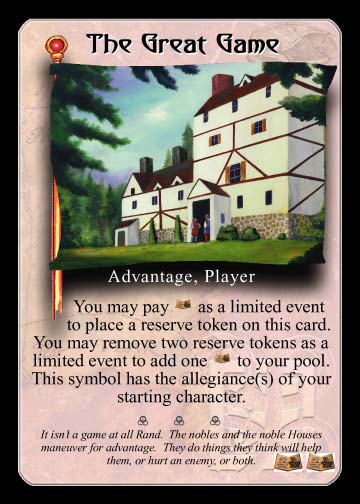 The Great Game
Advantage, Player
You may pay as a limited event
to place a reserve token on this card.
You may remove two reserve tokens as a
limited event to add one to your pool.
This symbol has the allegiance(s) of your
starting character.
It isn't a game at all Rand. The nobles and the noble Houses
maneuver for advantage. They do things they think will help
them, or hurt an enemy, or both.